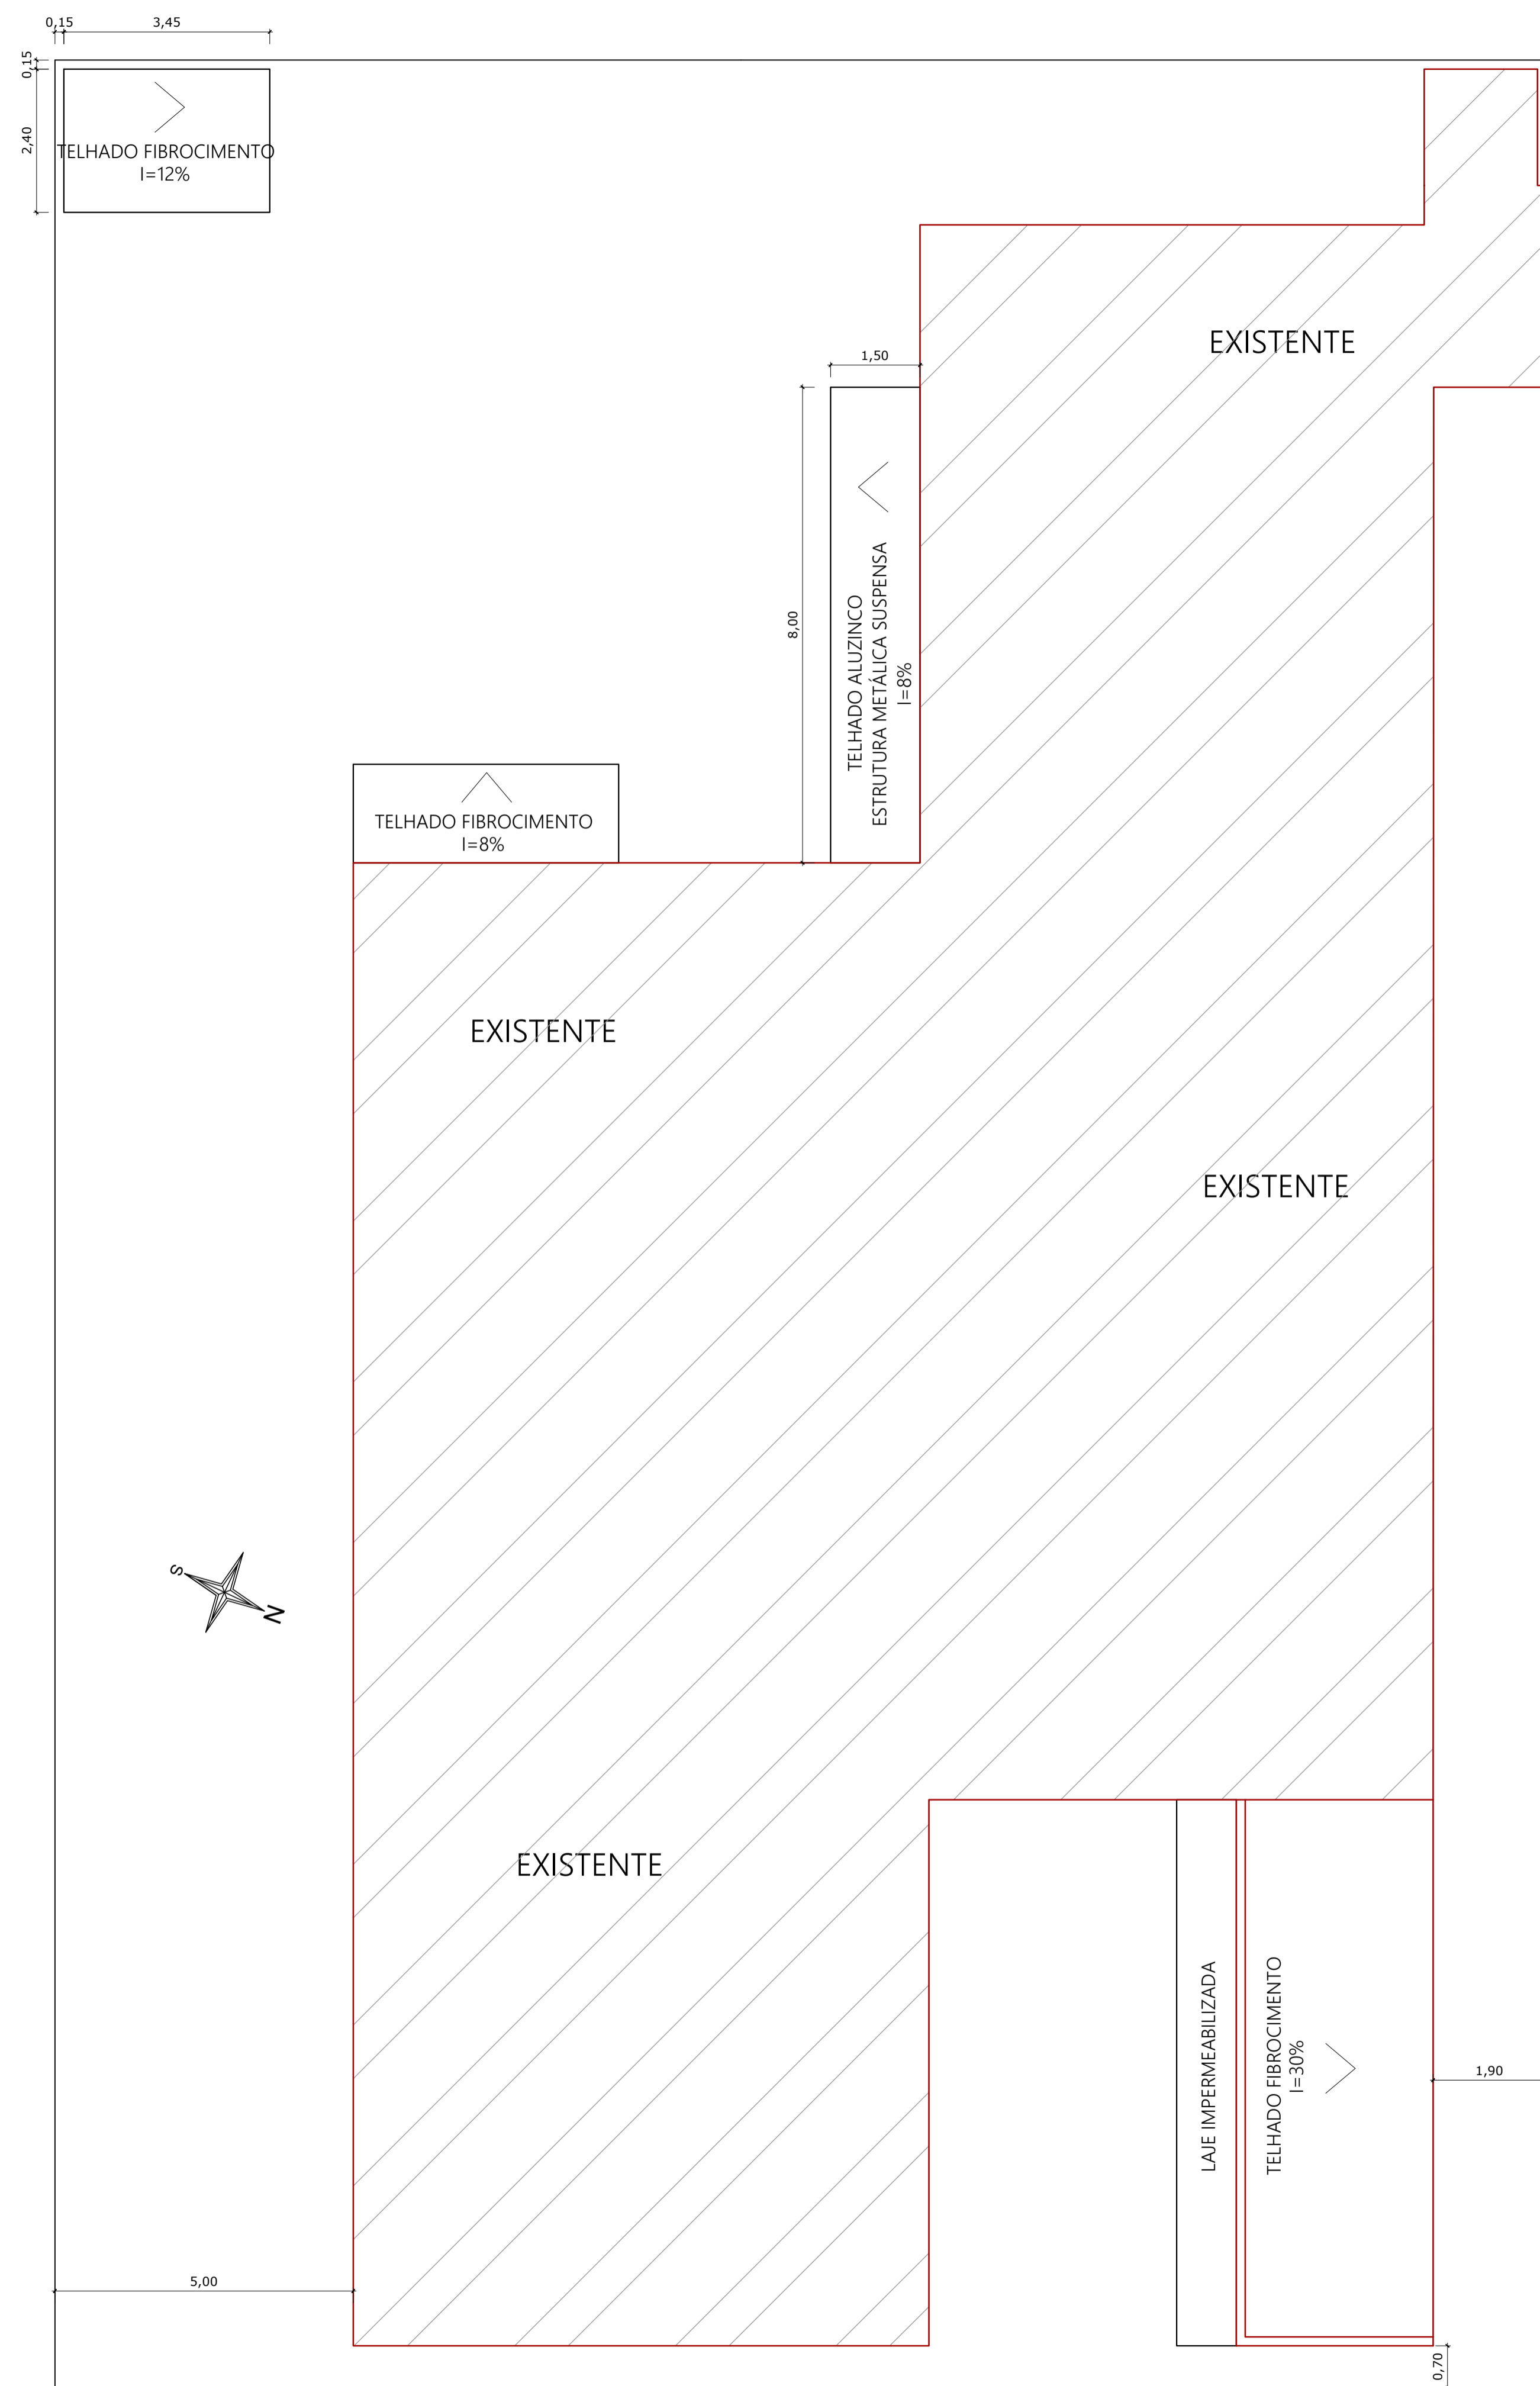 0,15
3,45
0,15
2,40
TELHADO FIBROCIMENTO
I=12%
EXISTENTE
1,50
8,00
TELHADO ALUZINCO
ESTRUTURA METÁLICA SUSPENSA
I=8%
TELHADO FIBROCIMENTO
I=8%
EXISTENTE
EXISTENTE
S
N
EXISTENTE
LAJE IMPERMEABILIZADA
TELHADO FIBROCIMENTO
I=30%
1,90
5,00
0,70